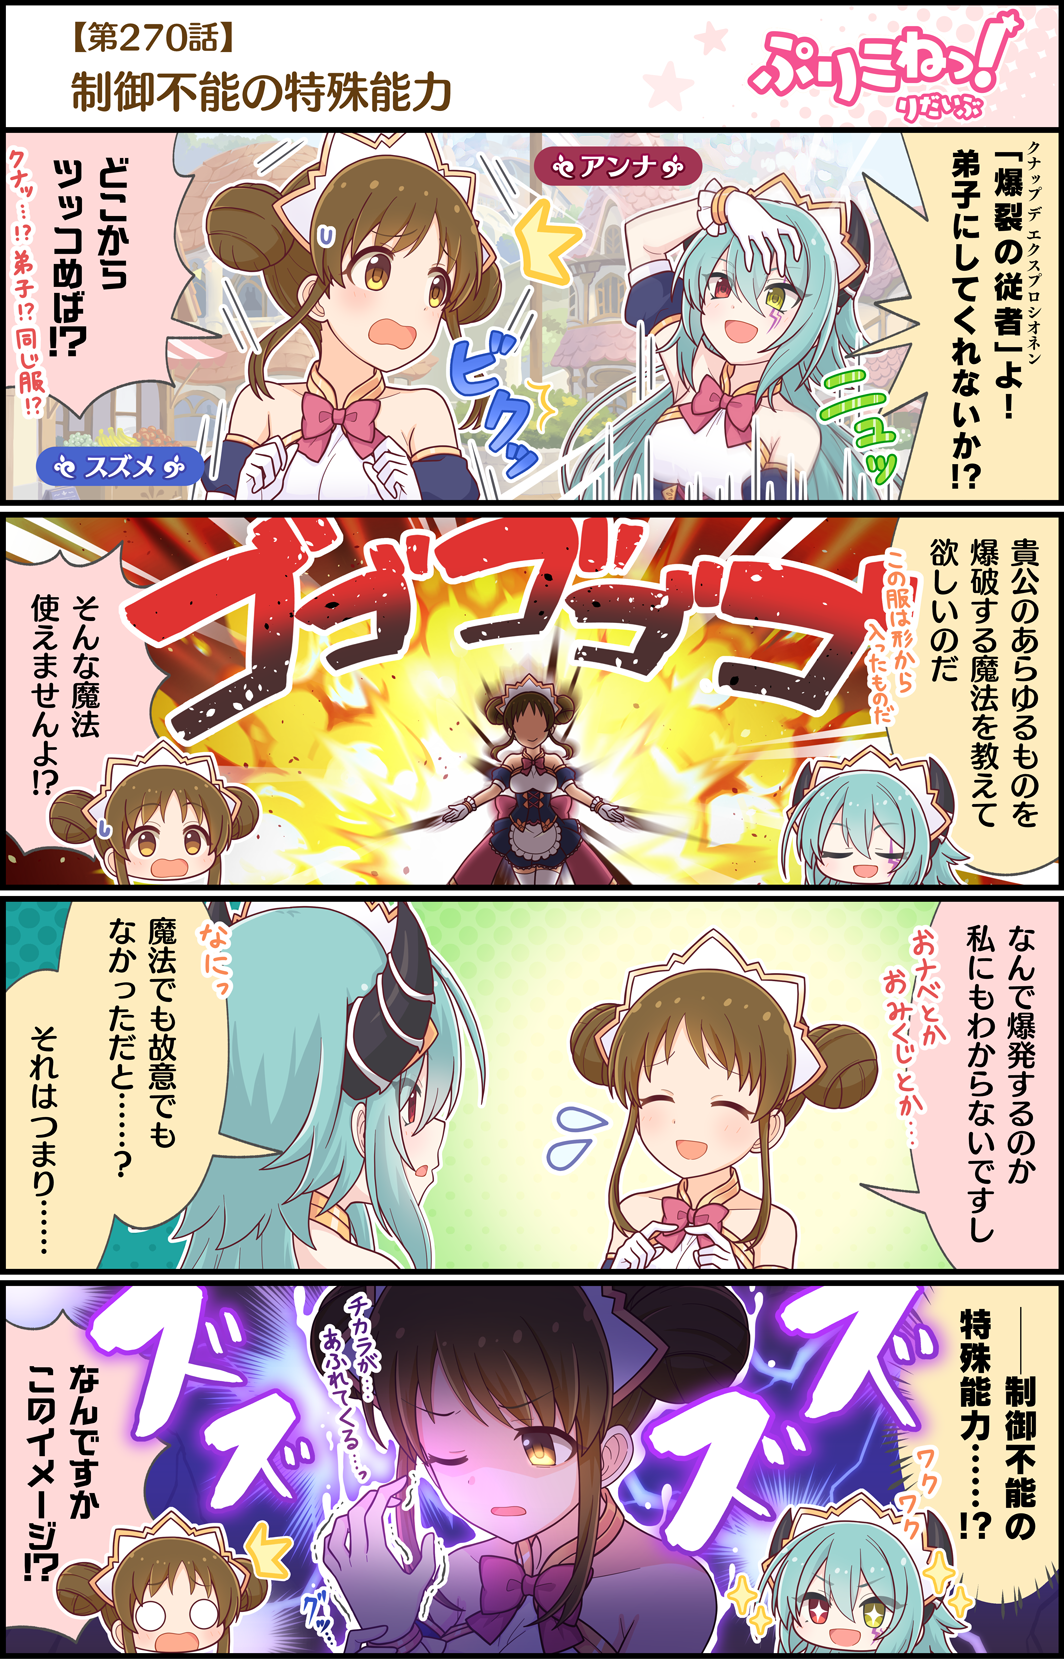 【第270話】
制御不能の特殊能力
ぷりこねっ!
りだいぶ
クナップ デ エクスプロシオネン
「爆裂の従者」よ!
弟子にしてくれないか!?
アンナ
ニュッ
ビクッ
どこから
ツッコめば!?
クナッ…!? 弟子!? 同じ服!?
スズメ
貴公のあらゆるものを
爆破する魔法を教えて
欲しいのだ
この服は形から
入ったものだ
ゴゴゴゴゴ
そんな魔法
使えませんよ!?
なんで爆発するのか
私にもわからないですし
おナベとか
おみくじとか…
なにっ
魔法でも故意でも
なかっただと……?
それはつまり……
――制御不能の
特殊能力……!?
ワクワク
ズズズズ
チカラが…
あふれてくる…っ
グッ…
なんですか
このイメージ!?